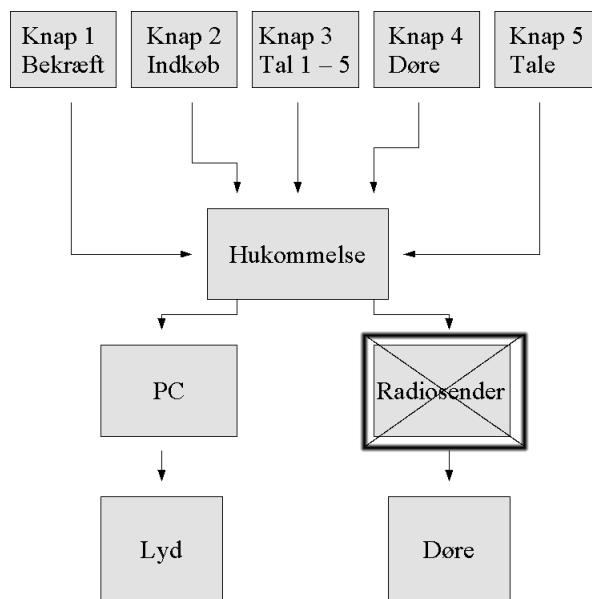 Knap 1
Bekræft
Knap 2
Indkøb
Knap 3
Tal 1 – 5
Knap 4
Døre
Knap 5
Tale
Hukommelse
PC
Radiosender
Lyd
Døre